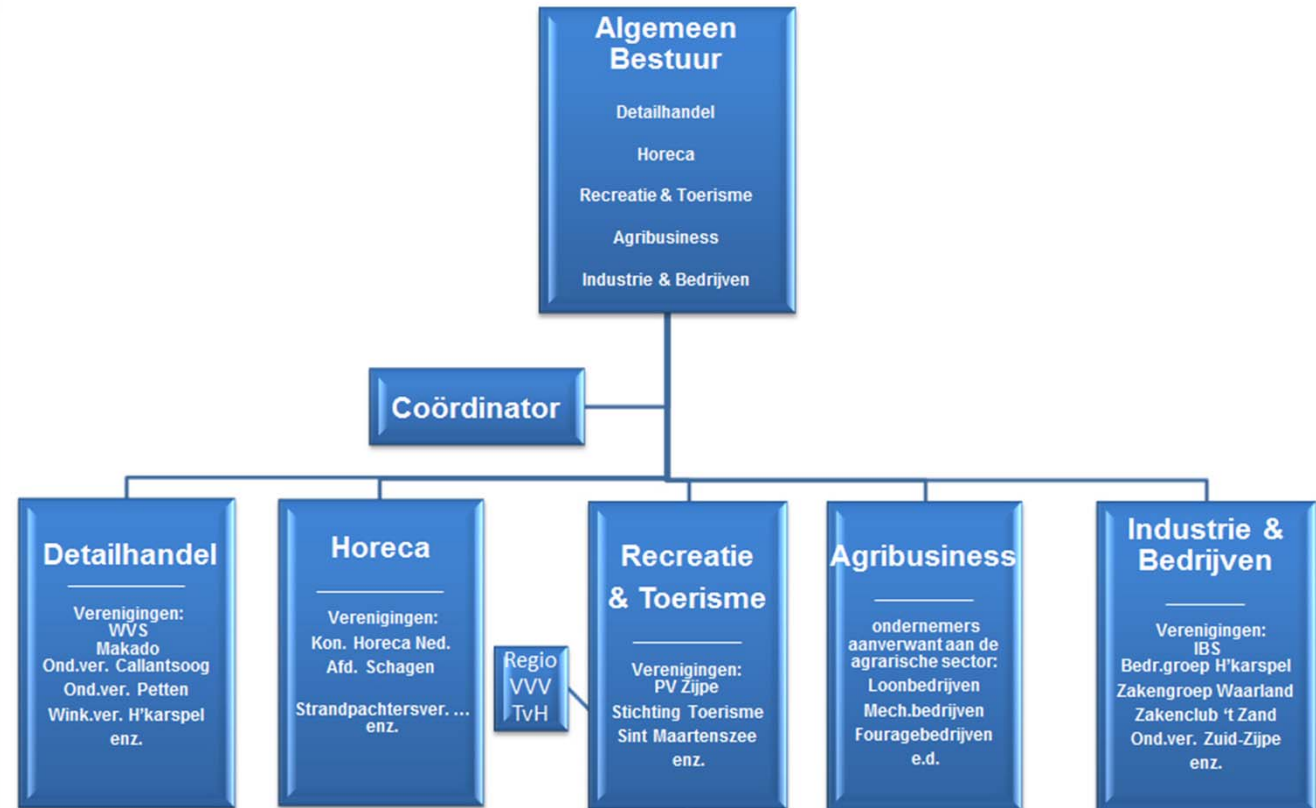 Algemeen
Bestuur
Detailhandel
Horeca
Recreatie & Toerisme
Agribusiness
Industrie & Bedrijven
Coördinator
Detailhandel
Verenigingen:
WVS
Makado
Ond.ver. Callantsoog
Ond.ver. Petten
Wink.ver. H'karspel
enz.
Horeca
Verenigingen:
Kon. Horeca Ned.
Afd. Schagen
Strandpachtersver. ...
enz.
Regio
VVV
TvH
Recreatie
& Toerisme
Verenigingen:
PV Zijpe
Stichting Toerisme
Sint Maartenszee
enz.
Agribusiness
ondernemers
aanverwant aan de
agrarische sector:
Loonbedrijven
Mech.bedrijven
Fouragebedrijven
e.d.
Industrie &
Bedrijven
Verenigingen:
IBS
Bedr.groep H'karspel
Zakengroep Waarland
Zakenclub ‘t Zand
Ond.ver. Zuid-Zijpe
enz.